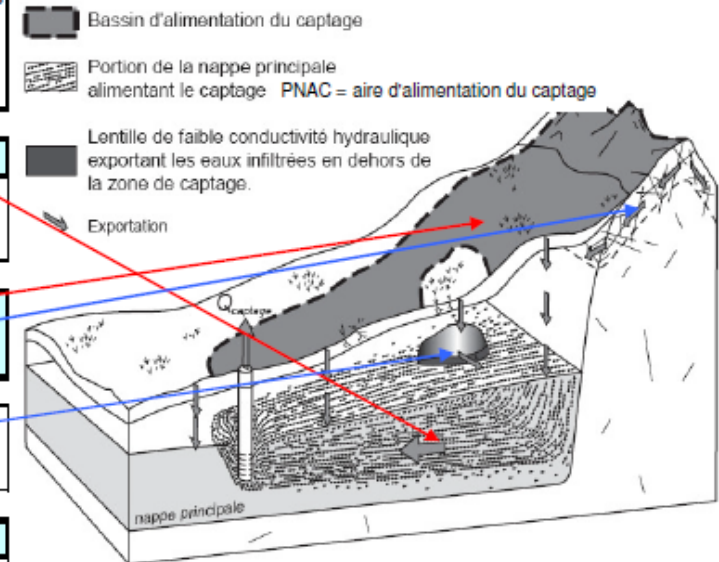 Bassin d'alimentation du captage
Portion de la nappe principale
alimentant le captage PNAC = aire d'alimentation du captage
Lentille de faible conductivité hydraulique
exportant les eaux infiltrées en dehors de
la zone de captage.
Exportation
Qcaptage
nappe principale